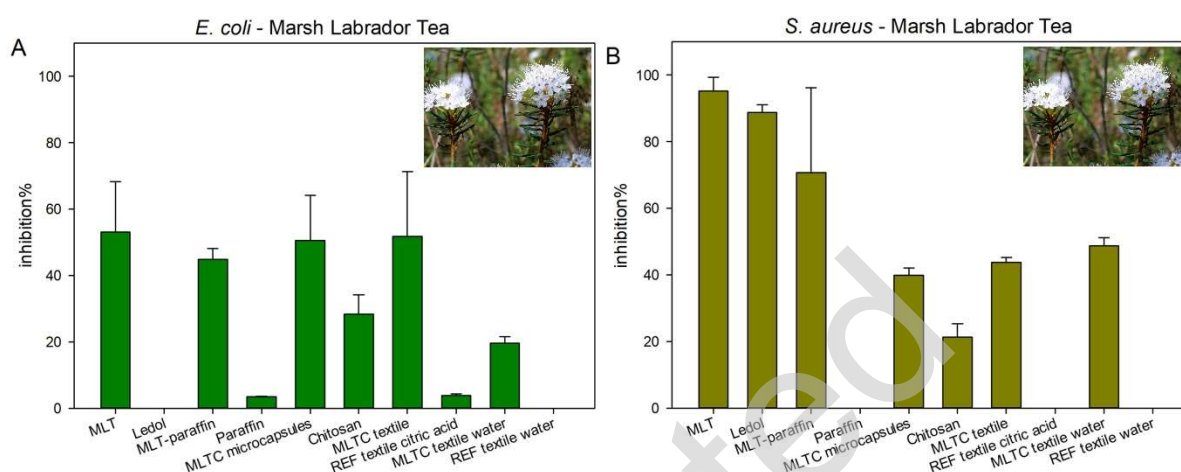 A
E. coli - Marsh Labrador Tea
inhibition%
100
80
60
40
20
0
MLT
Ledol
MLT-paraffin
Paraffin
MLTC microcapsules
Chitosan
MLTC textile
REF textile citric acid
MLTC textile water
REF textile water
B
S. aureus - Marsh Labrador Tea
inhibition%
100
80
60
40
20
0
MLT
Ledol
MLT-paraffin
Paraffin
MLTC microcapsules
Chitosan
MLTC textile
REF textile citric acid
MLTC textile water
REF textile water
ted